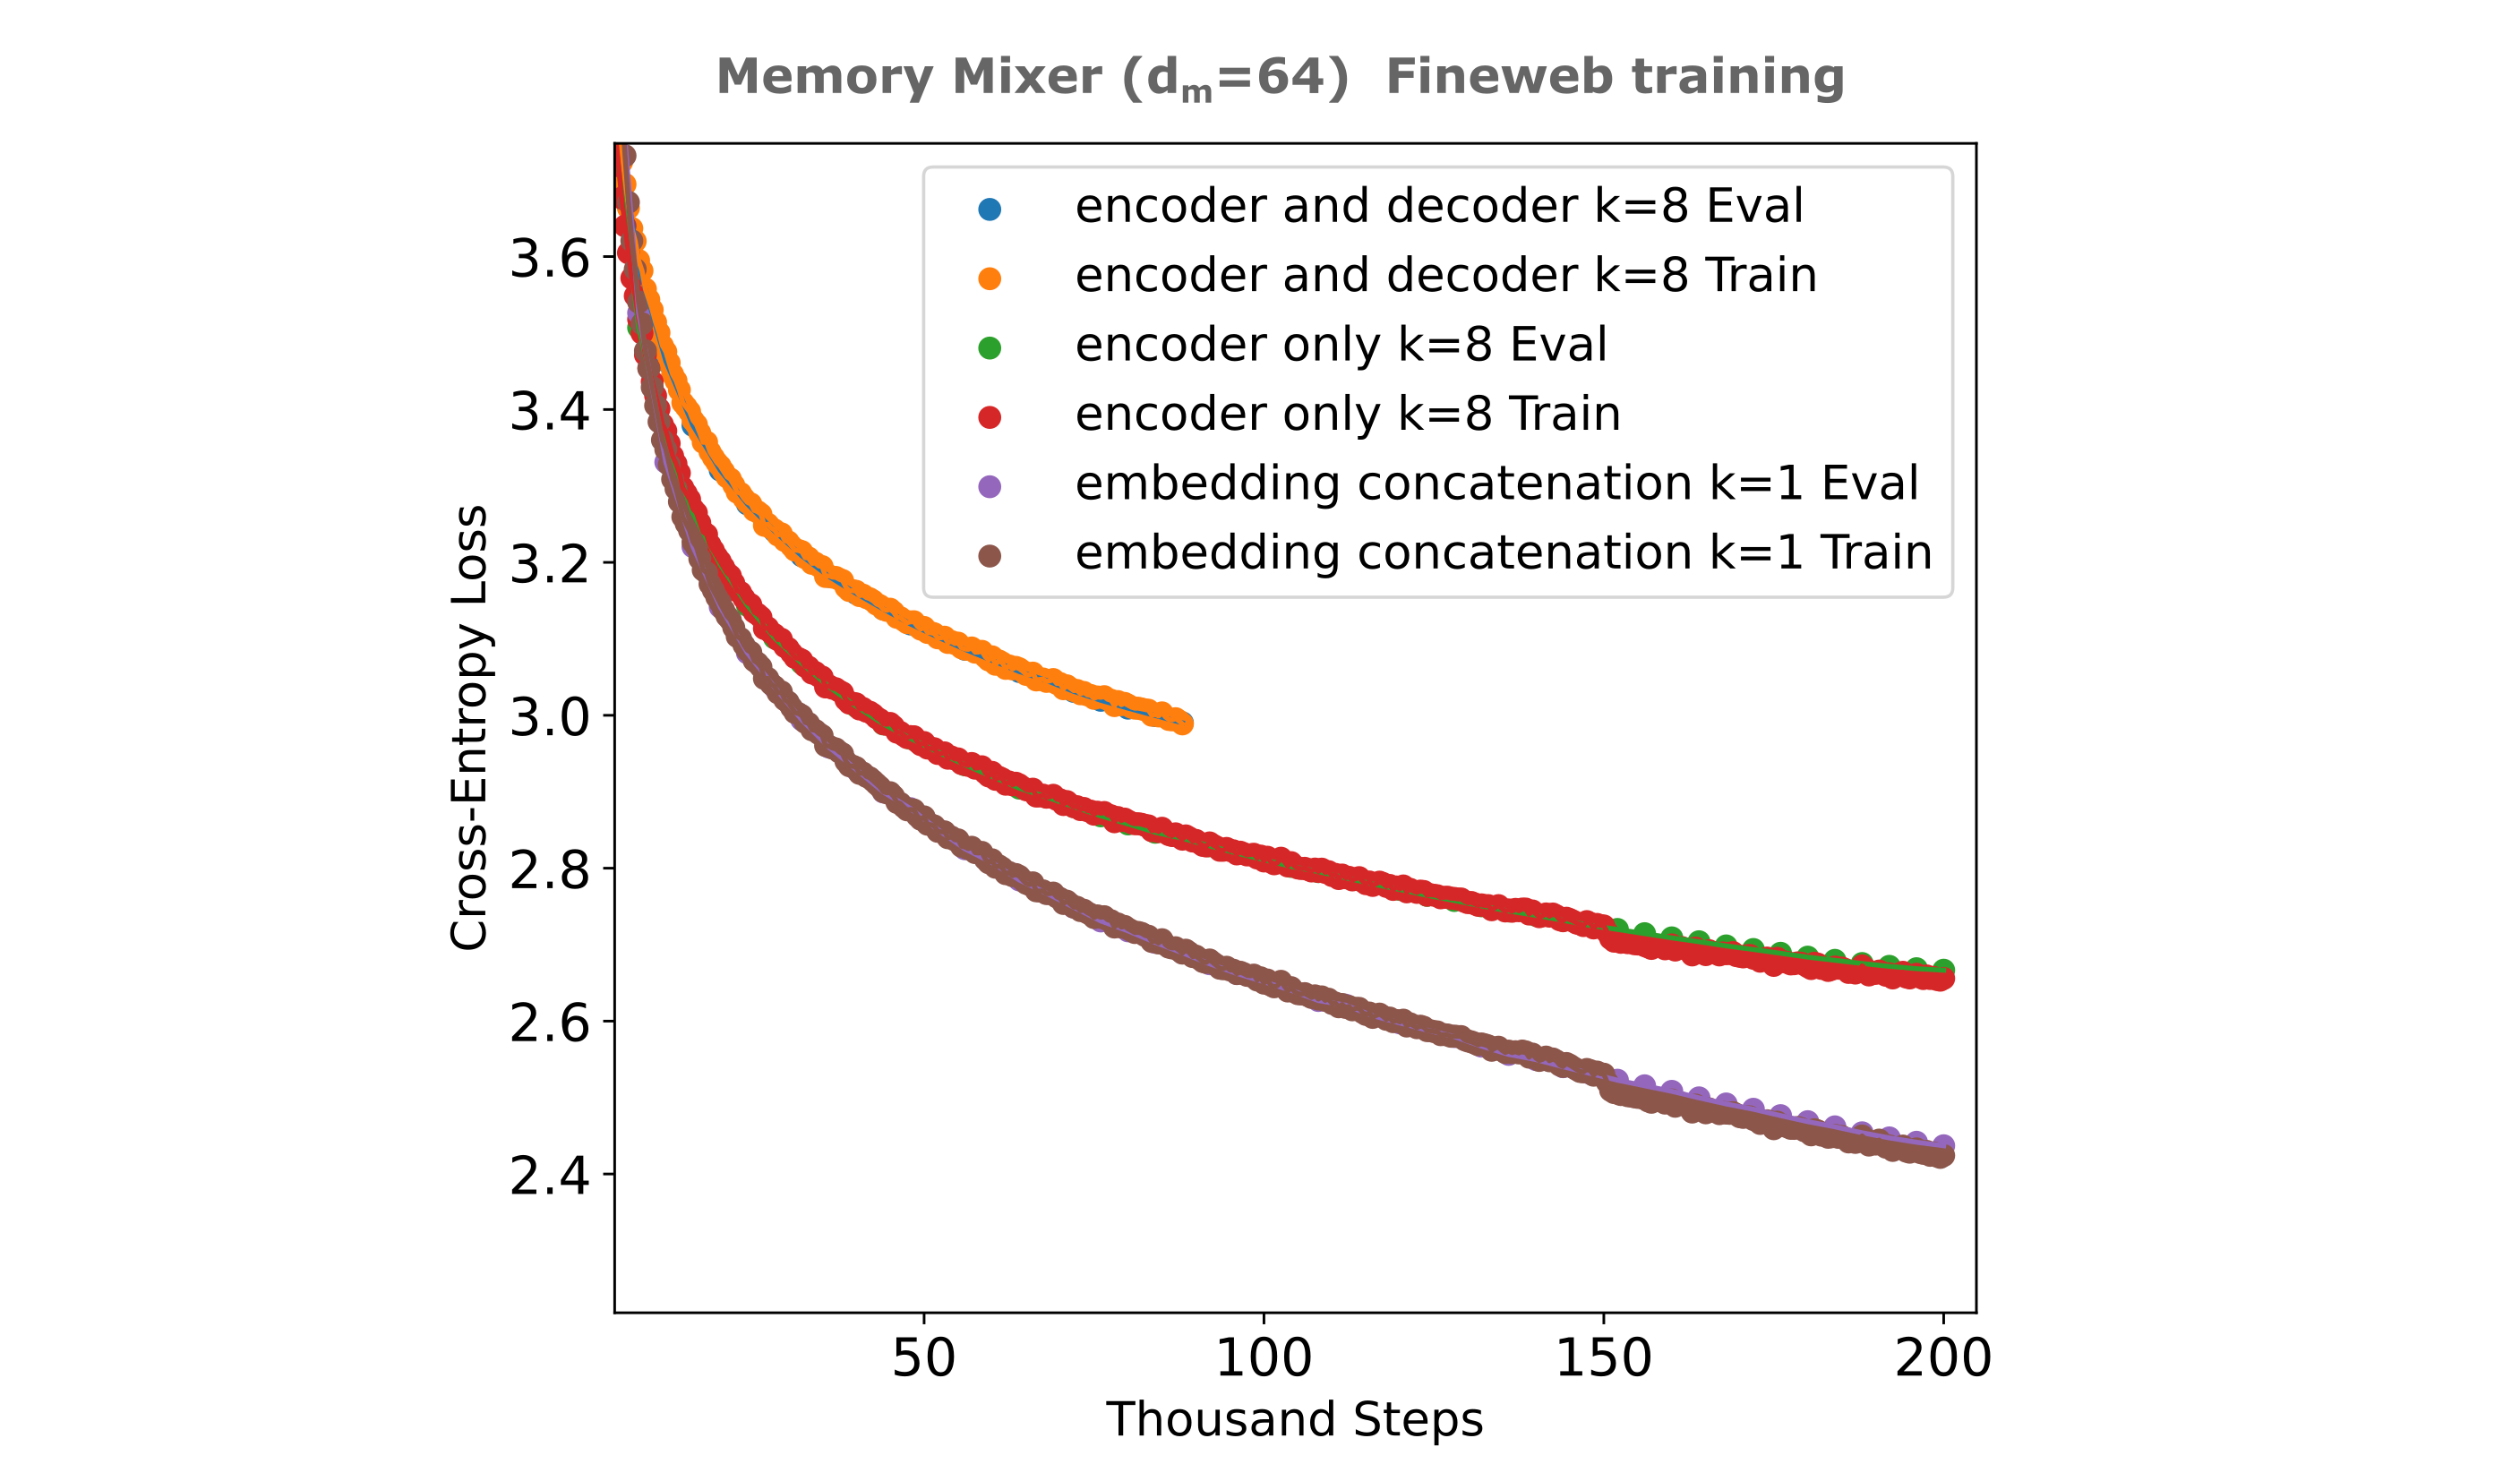 Memory Mixer (dm=64) Fineweb training
encoder and decoder k=8 Eval
encoder and decoder k=8 Train
encoder only k=8 Eval
encoder only k=8 Train
embedding concatenation k=1 Eval
embedding concatenation k=1 Train
Cross-Entropy Loss
3.6
3.4
3.2
3.0
2.8
2.6
2.4
50 100 150 200
Thousand Steps